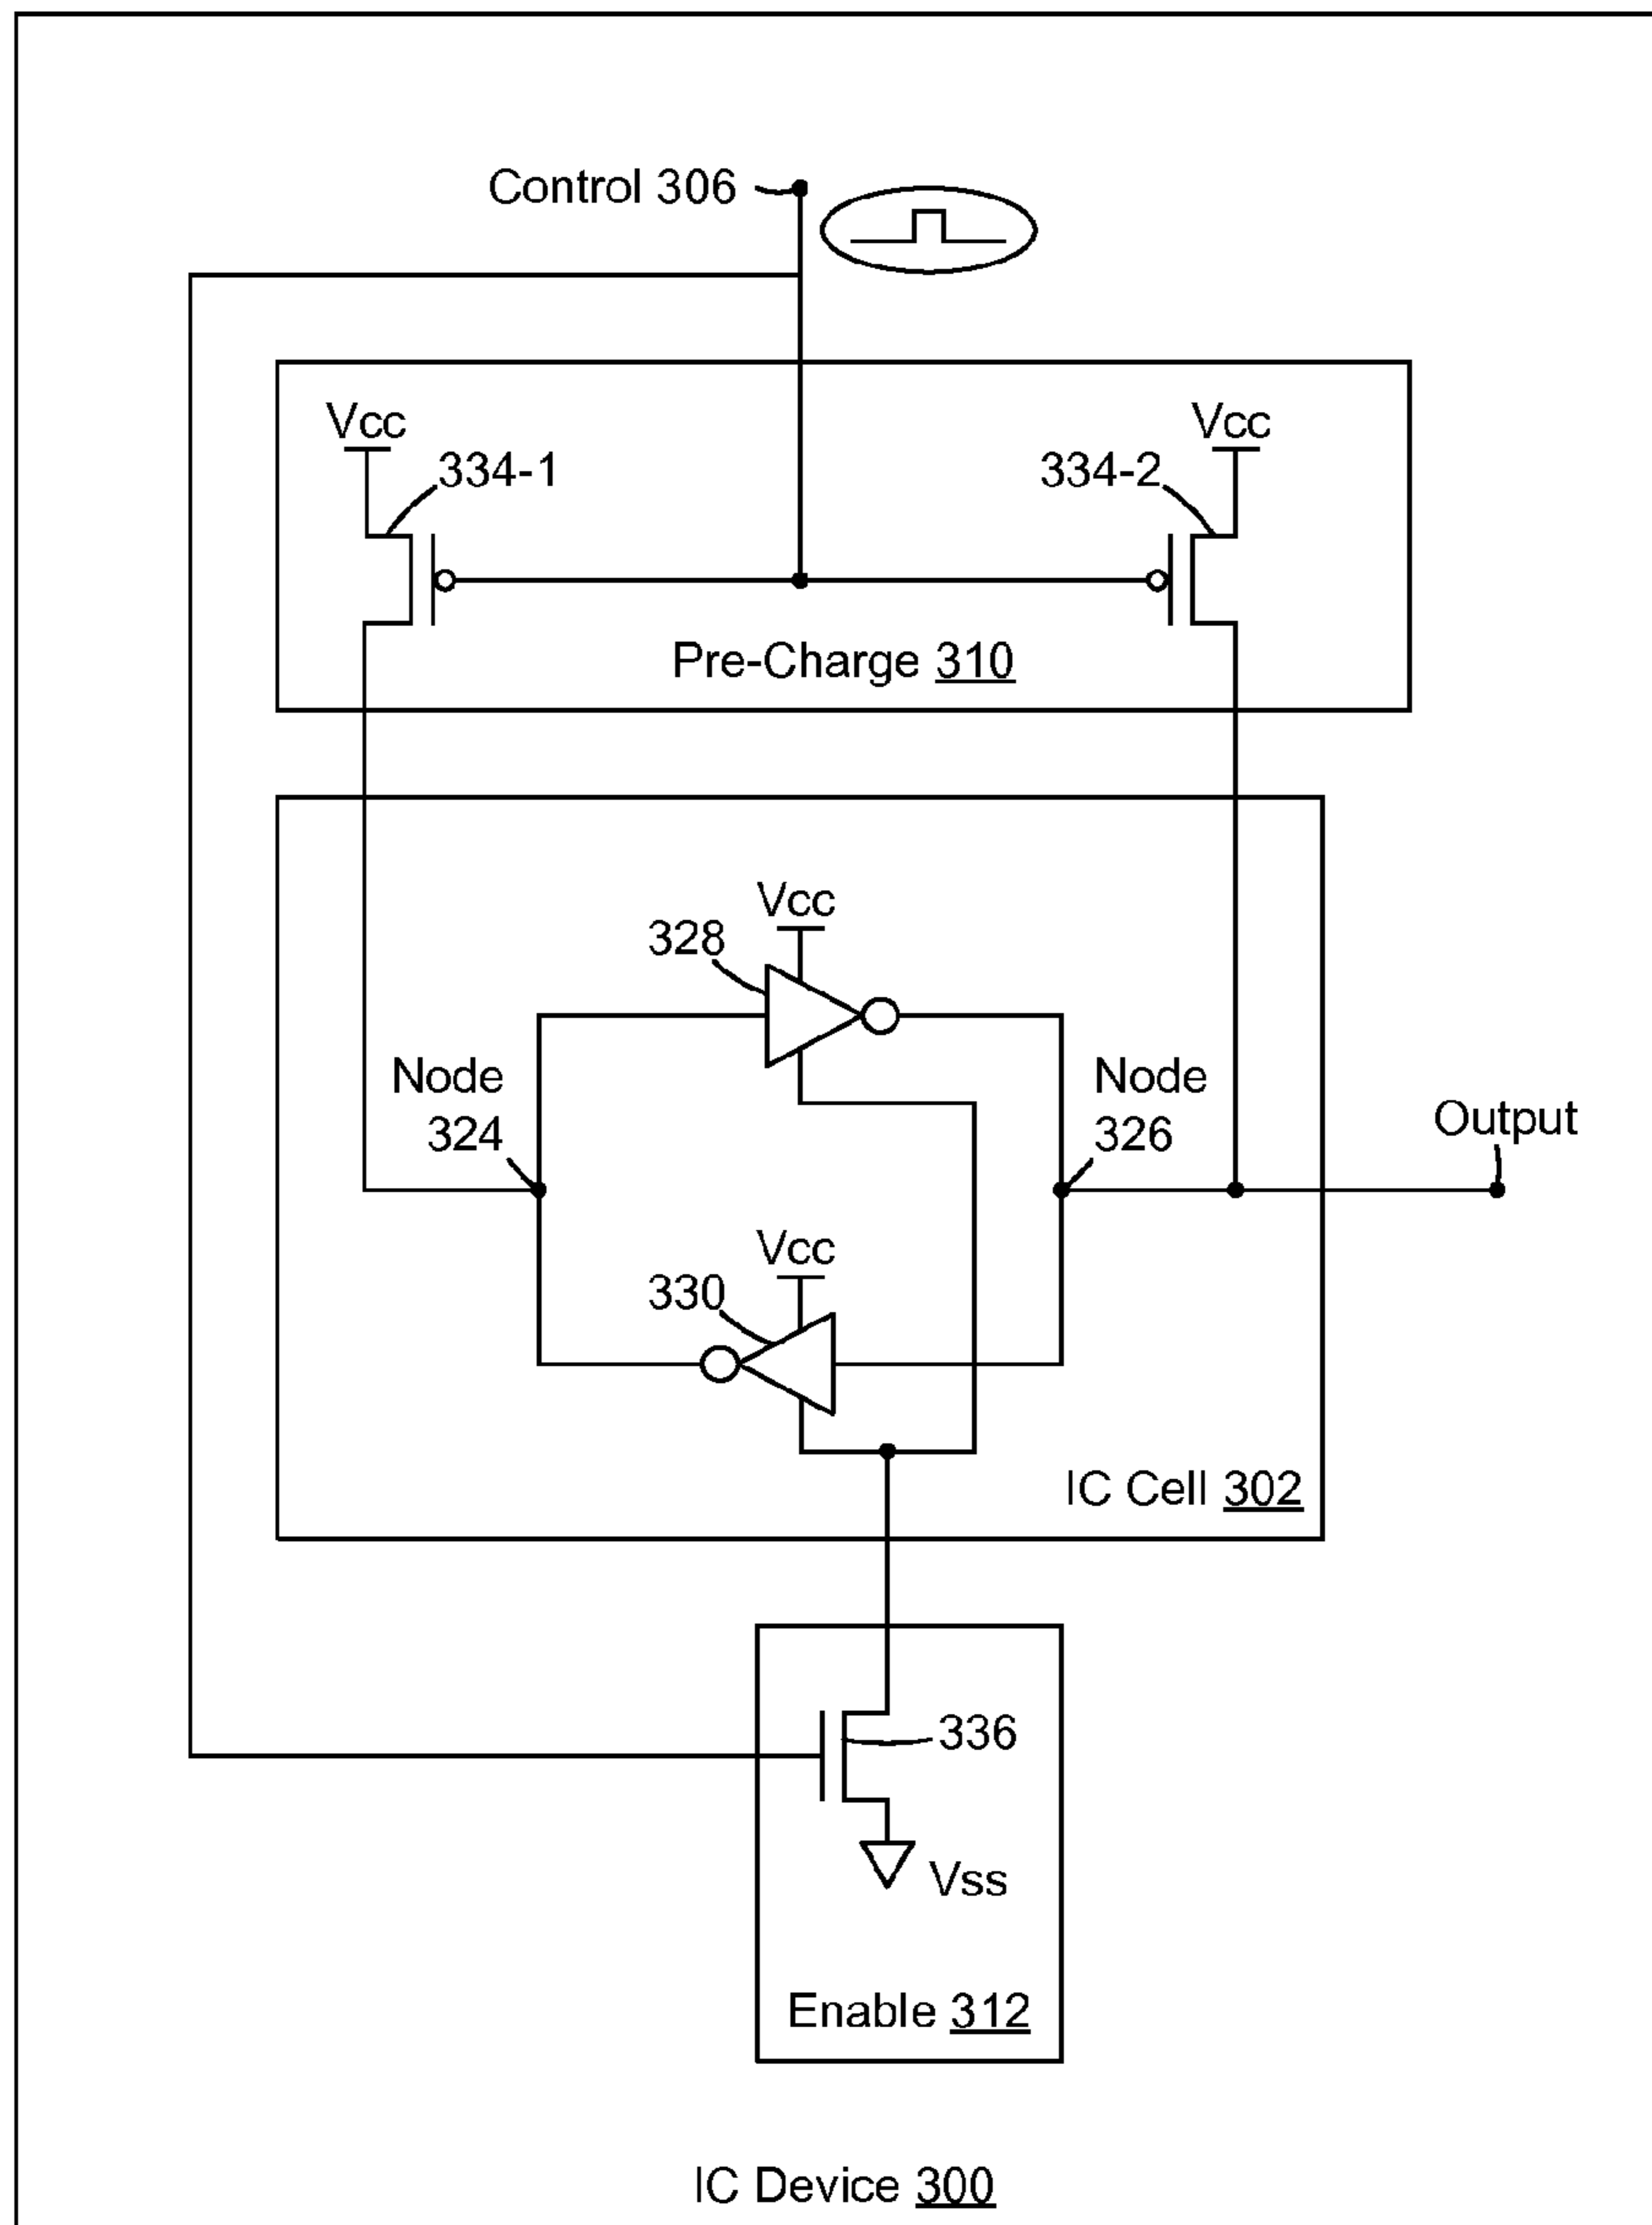 Control 306
Vcc
Vcc
334-1
334-2
Pre-Charge 310
Vcc
328
Node
324
Node
326
Output
Vcc
330
IC Cell 302
336
Vss
Enable 312
IC Device 300